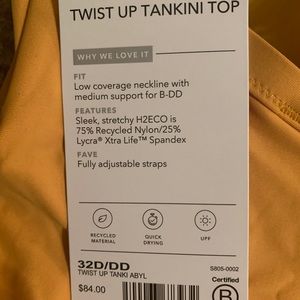 TWIST UP TANKINI TOP
WHY WE LOVE IT
FIT
Low coverage neckline with
medium support for B-DD
FEATURES
Sleek, stretchy H2ECO is
75% Recycled Nylon/25%
Lycra® Xtra Life™ Spandex
FAVE
Fully adjustable straps
RECYCLED
MATERIAL
QUICK
DRYING
UPF
32D/DD
TWIST UP TANKI ABYL
$84.00
S805-0002
Certified
B